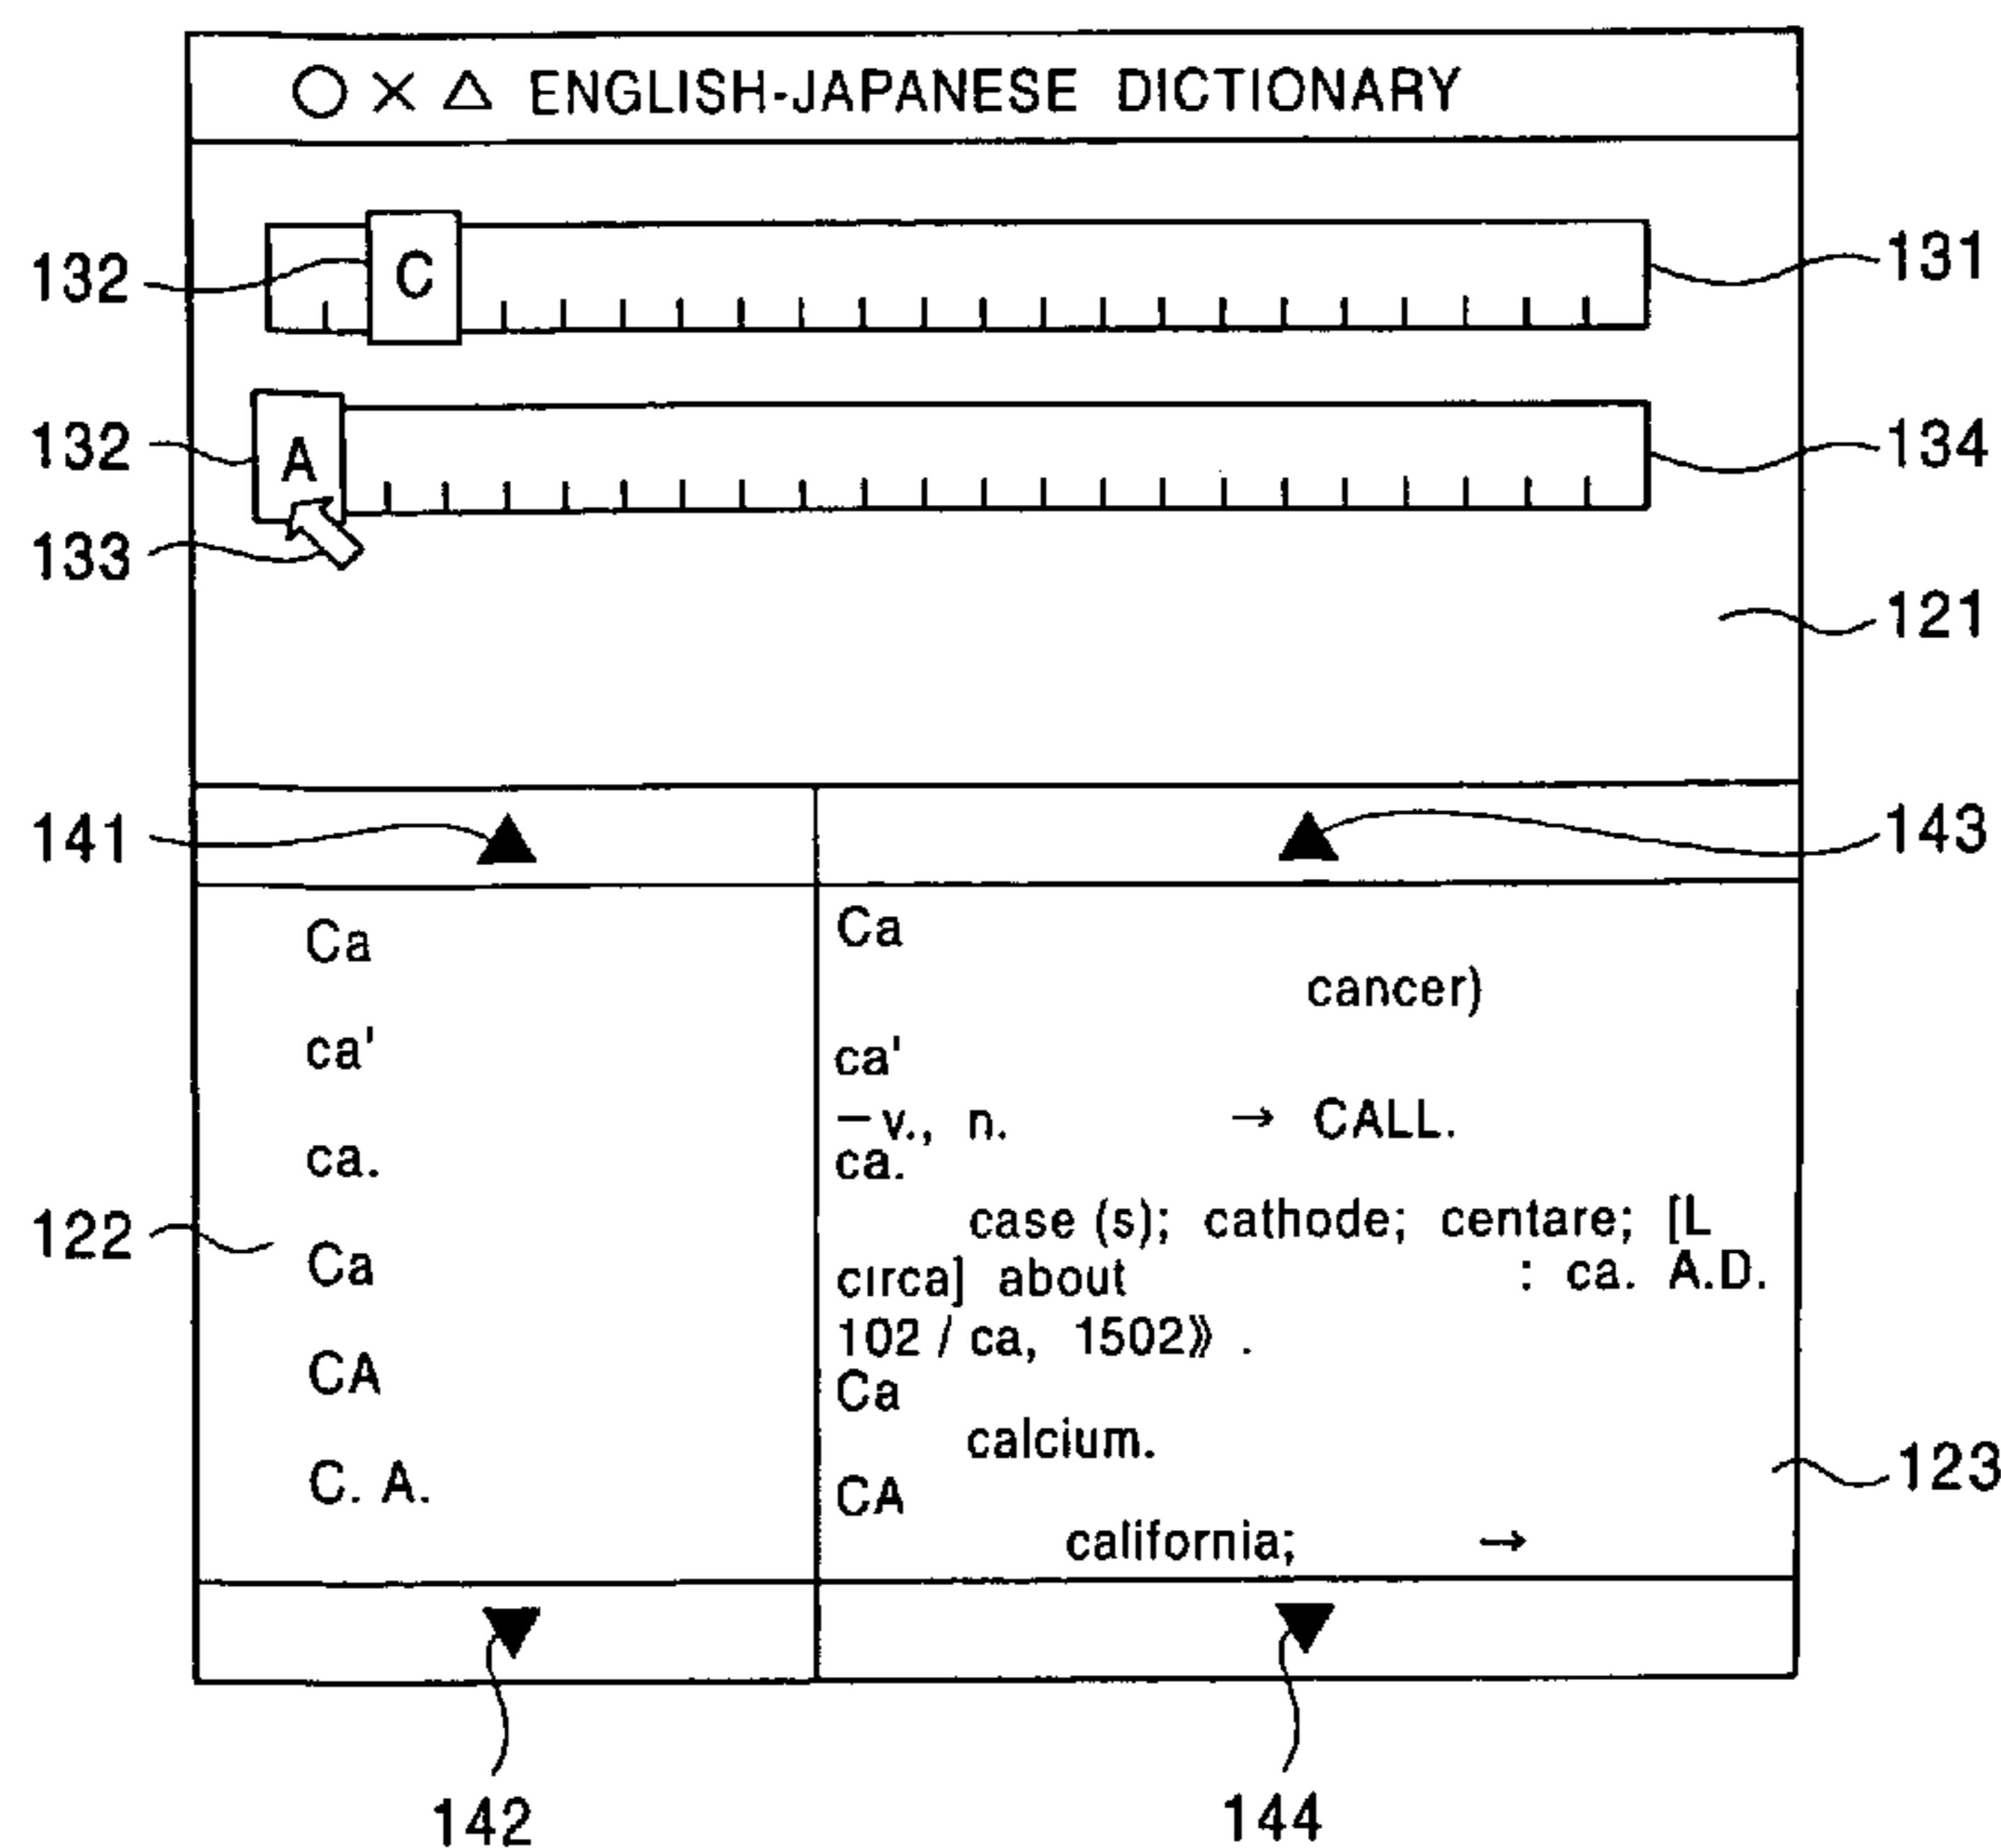 ○ × △ ENGLISH-JAPANESE DICTIONARY
132
C
131
132
A
134
133
121
141
143
Ca
ca'
ca.
Ca
CA
C. A.
122
Ca
cancer)
ca'
—v., n. → CALL.
ca.
case (s); cathode; centare; [L
circa] about : ca. A.D.
102 / ca, 1502》 .
Ca
calcium.
CA
california; →
123
142
144